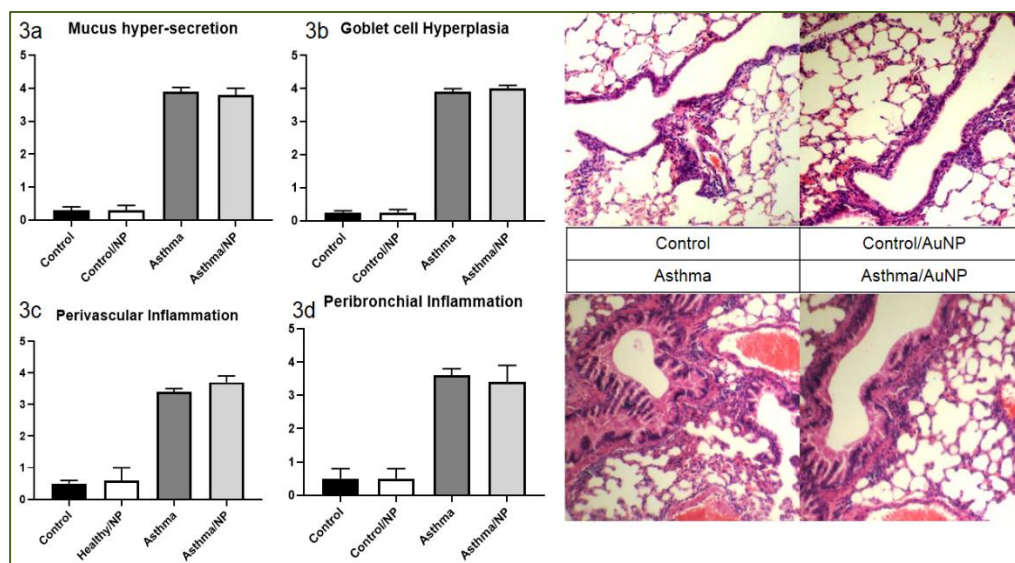 3a
Mucus hyper-secretion
5
4
3
2
1
0
Control
Control/NP
Asthma
Asthma/NP
3b
Goblet cell Hyperplasia
5
4
3
2
1
0
Control
Control/NP
Asthma
Asthma/NP
3c
Perivascular Inflammation
5
4
3
2
1
0
Control
Healthy/NP
Asthma
Asthma/NP
3d
Peribronchial Inflammation
5
4
3
2
1
0
Control
Control/NP
Asthma
Asthma/NP
Control Control/AuNP
Asthma Asthma/AuNP